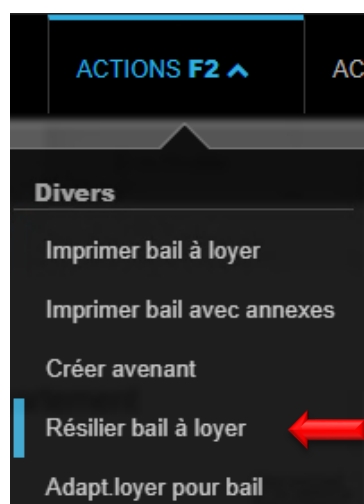 ACTIONS F2 AC
Divers
Imprimer bail à loyer
Imprimer bail avec annexes
Créer avenant
Résilier bail à loyer
Adapt.loyer pour bail